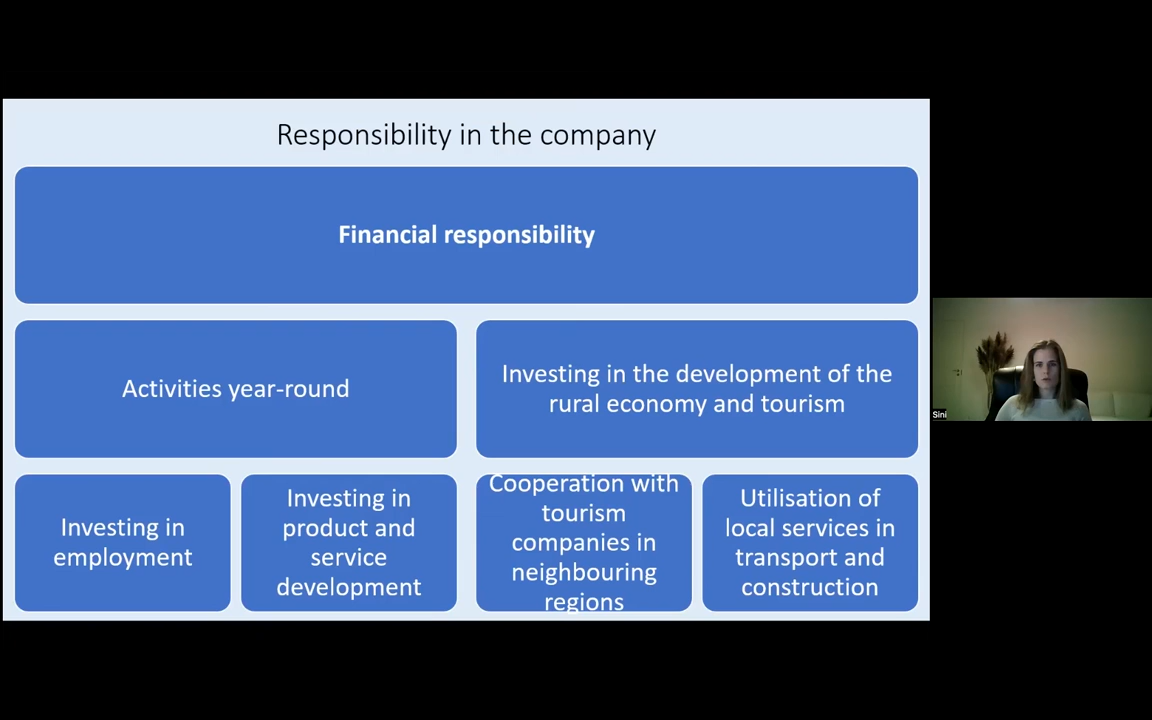 Responsibility in the company
Financial responsibility
Activities year-round
Investing in the development of the
rural economy and tourism
Investing in
employment
Investing in
product and
service
development
Cooperation with
tourism
companies in
neighbouring
regions
Utilisation of
local services in
transport and
construction
Sini